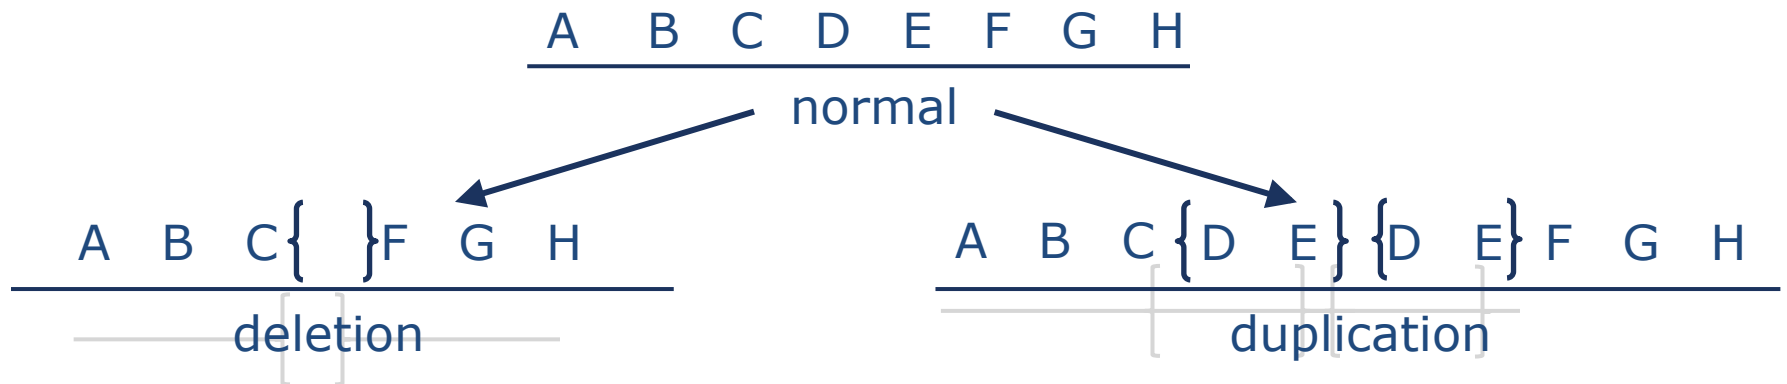 A B C D E F G H
normal
A B C { } F G H
A B C { D E } { D E } F G H
deletion
duplication